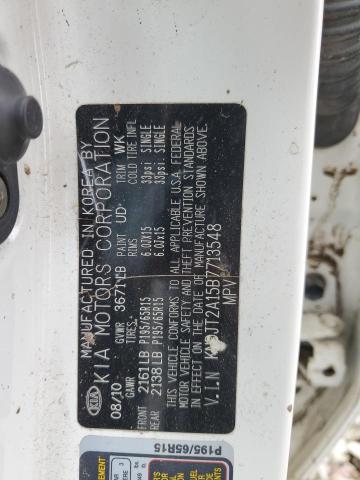 MANUFACTURED IN KOREA BY
KIA KIA MOTORS CORPORATION
08/10 GVWR 3671LB PAINT UD TRIM WK
GAWR TIRES RIMS COLD TIRE INFL
FRONT 2161LB P195/65R15 6.0JX15 33psi SINGLE
REAR 2138LB P195/65R15 6.0JX15 33psi SINGLE
THIS VEHICLE CONFORMS TO ALL APPLICABLE U.S.A. FEDERAL
MOTOR VEHICLE SAFETY AND THEFT PREVENTION STANDARDS
IN EFFECT ON THE DATE OF MANUFACTURE SHOWN ABOVE.
MPV
P195/65R15